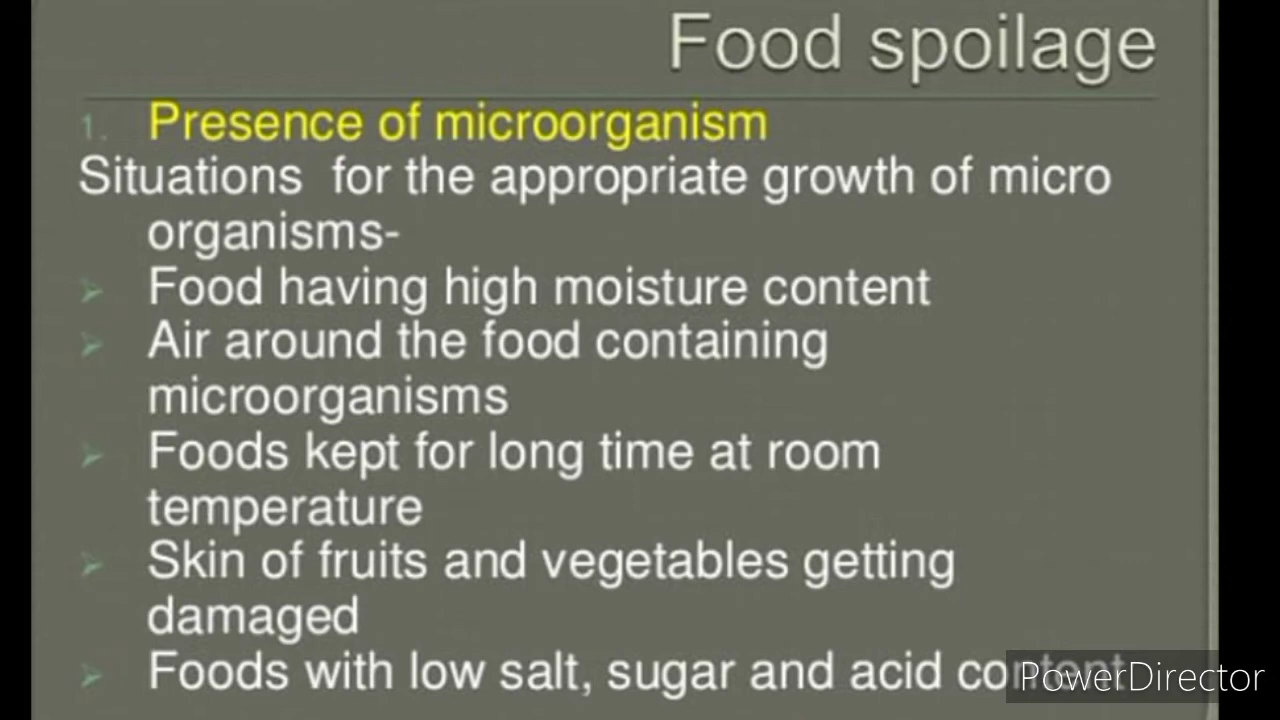 Food spoilage
1. Presence of microorganism
Situations for the appropriate growth of micro
organisms-
Food having high moisture content
Air around the food containing
microorganisms
Foods kept for long time at room
temperature
Skin of fruits and vegetables getting
damaged
Foods with low salt, sugar and acid content
PowerDirector